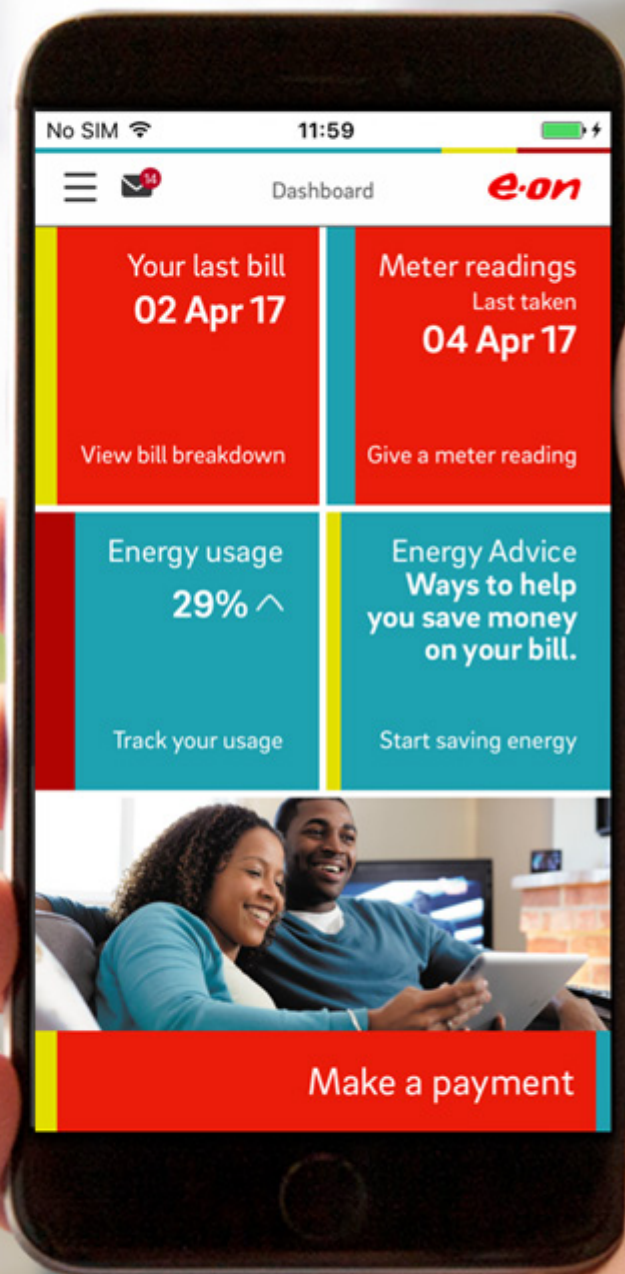 No SIM 11:59
14
Dashboard
e·on
Your last bill
02 Apr 17
View bill breakdown
Meter readings
Last taken
04 Apr 17
Give a meter reading
Energy usage
29%
Track your usage
Energy Advice
Ways to help
you save money
on your bill.
Start saving energy
Make a payment